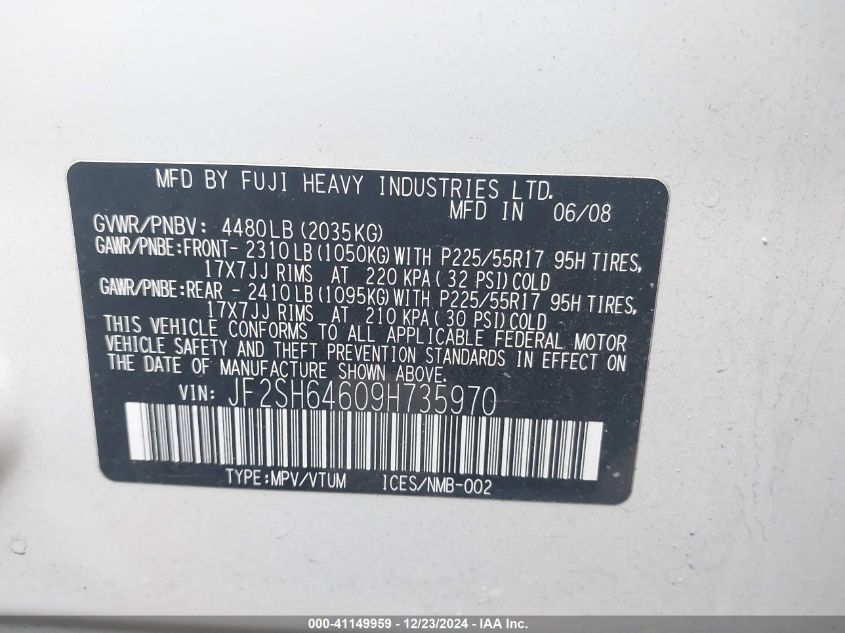 MFD BY FUJI HEAVY INDUSTRIES LTD.
MFD IN 06/08
GVWR/PNBV: 4480LB (2035KG)
GAWR/PNBE:FRONT- 2310LB (1050KG) WITH P225/55R17 95H TIRES,
17X7JJ RIMS AT 220 KPA ( 32 PSI) COLD
GAWR/PNBE:REAR - 2410LB (1095KG) WITH P225/55R17 95H TIRES,
17X7JJ RIMS AT 210 KPA ( 30 PSI) COLD
THIS VEHICLE CONFORMS TO ALL APPLICABLE FEDERAL MOTOR
VEHICLE SAFETY AND THEFT PREVENTION STANDARDS IN EFFECT ON
THE DATE OF MANUFACTURE SHOWN ABOVE.
VIN: JF2SH64609H735970
TYPE:MPV/VTUM ICES/NMB-002
000-41149959 - 12/23/2024 - IAA Inc.